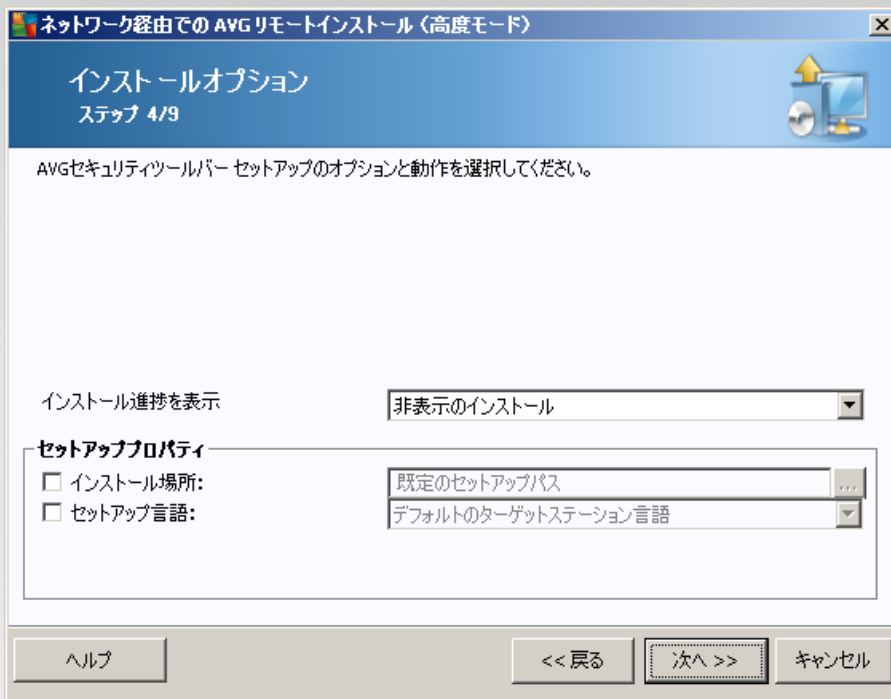 ネットワーク経由での AVG リモートインストール（高度モード）
インストールオプション
ステップ 4/9
AVGセキュリティツールバー セットアップのオプションと動作を選択してください。
インストール進捗を表示
非表示のインストール
セットアッププロパティ
インストール場所:
既定のセットアップパス
...
セットアップ言語:
デフォルトのターゲットステーション言語
ヘルプ
<< 戻る
次へ >>
キャンセル